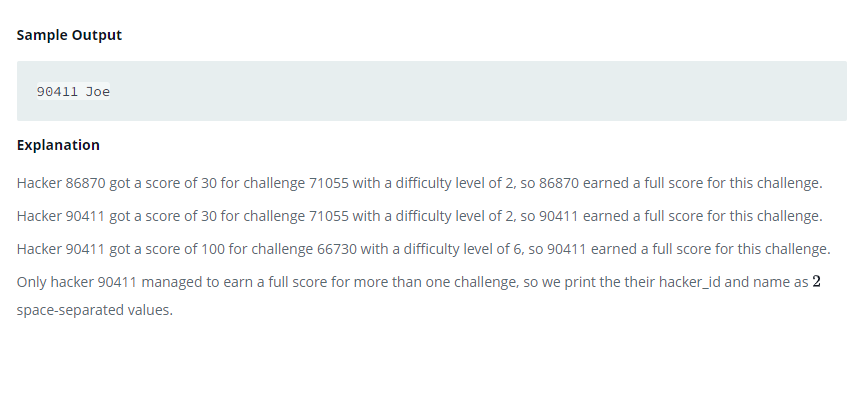 Sample Output
90411 Joe
Explanation
Hacker 86870 got a score of 30 for challenge 71055 with a difficulty level of 2, so 86870 earned a full score for this challenge.
Hacker 90411 got a score of 30 for challenge 71055 with a difficulty level of 2, so 90411 earned a full score for this challenge.
Hacker 90411 got a score of 100 for challenge 66730 with a difficulty level of 6, so 90411 earned a full score for this challenge.
Only hacker 90411 managed to earn a full score for more than one challenge, so we print the their hacker_id and name as 2
space-separated values.